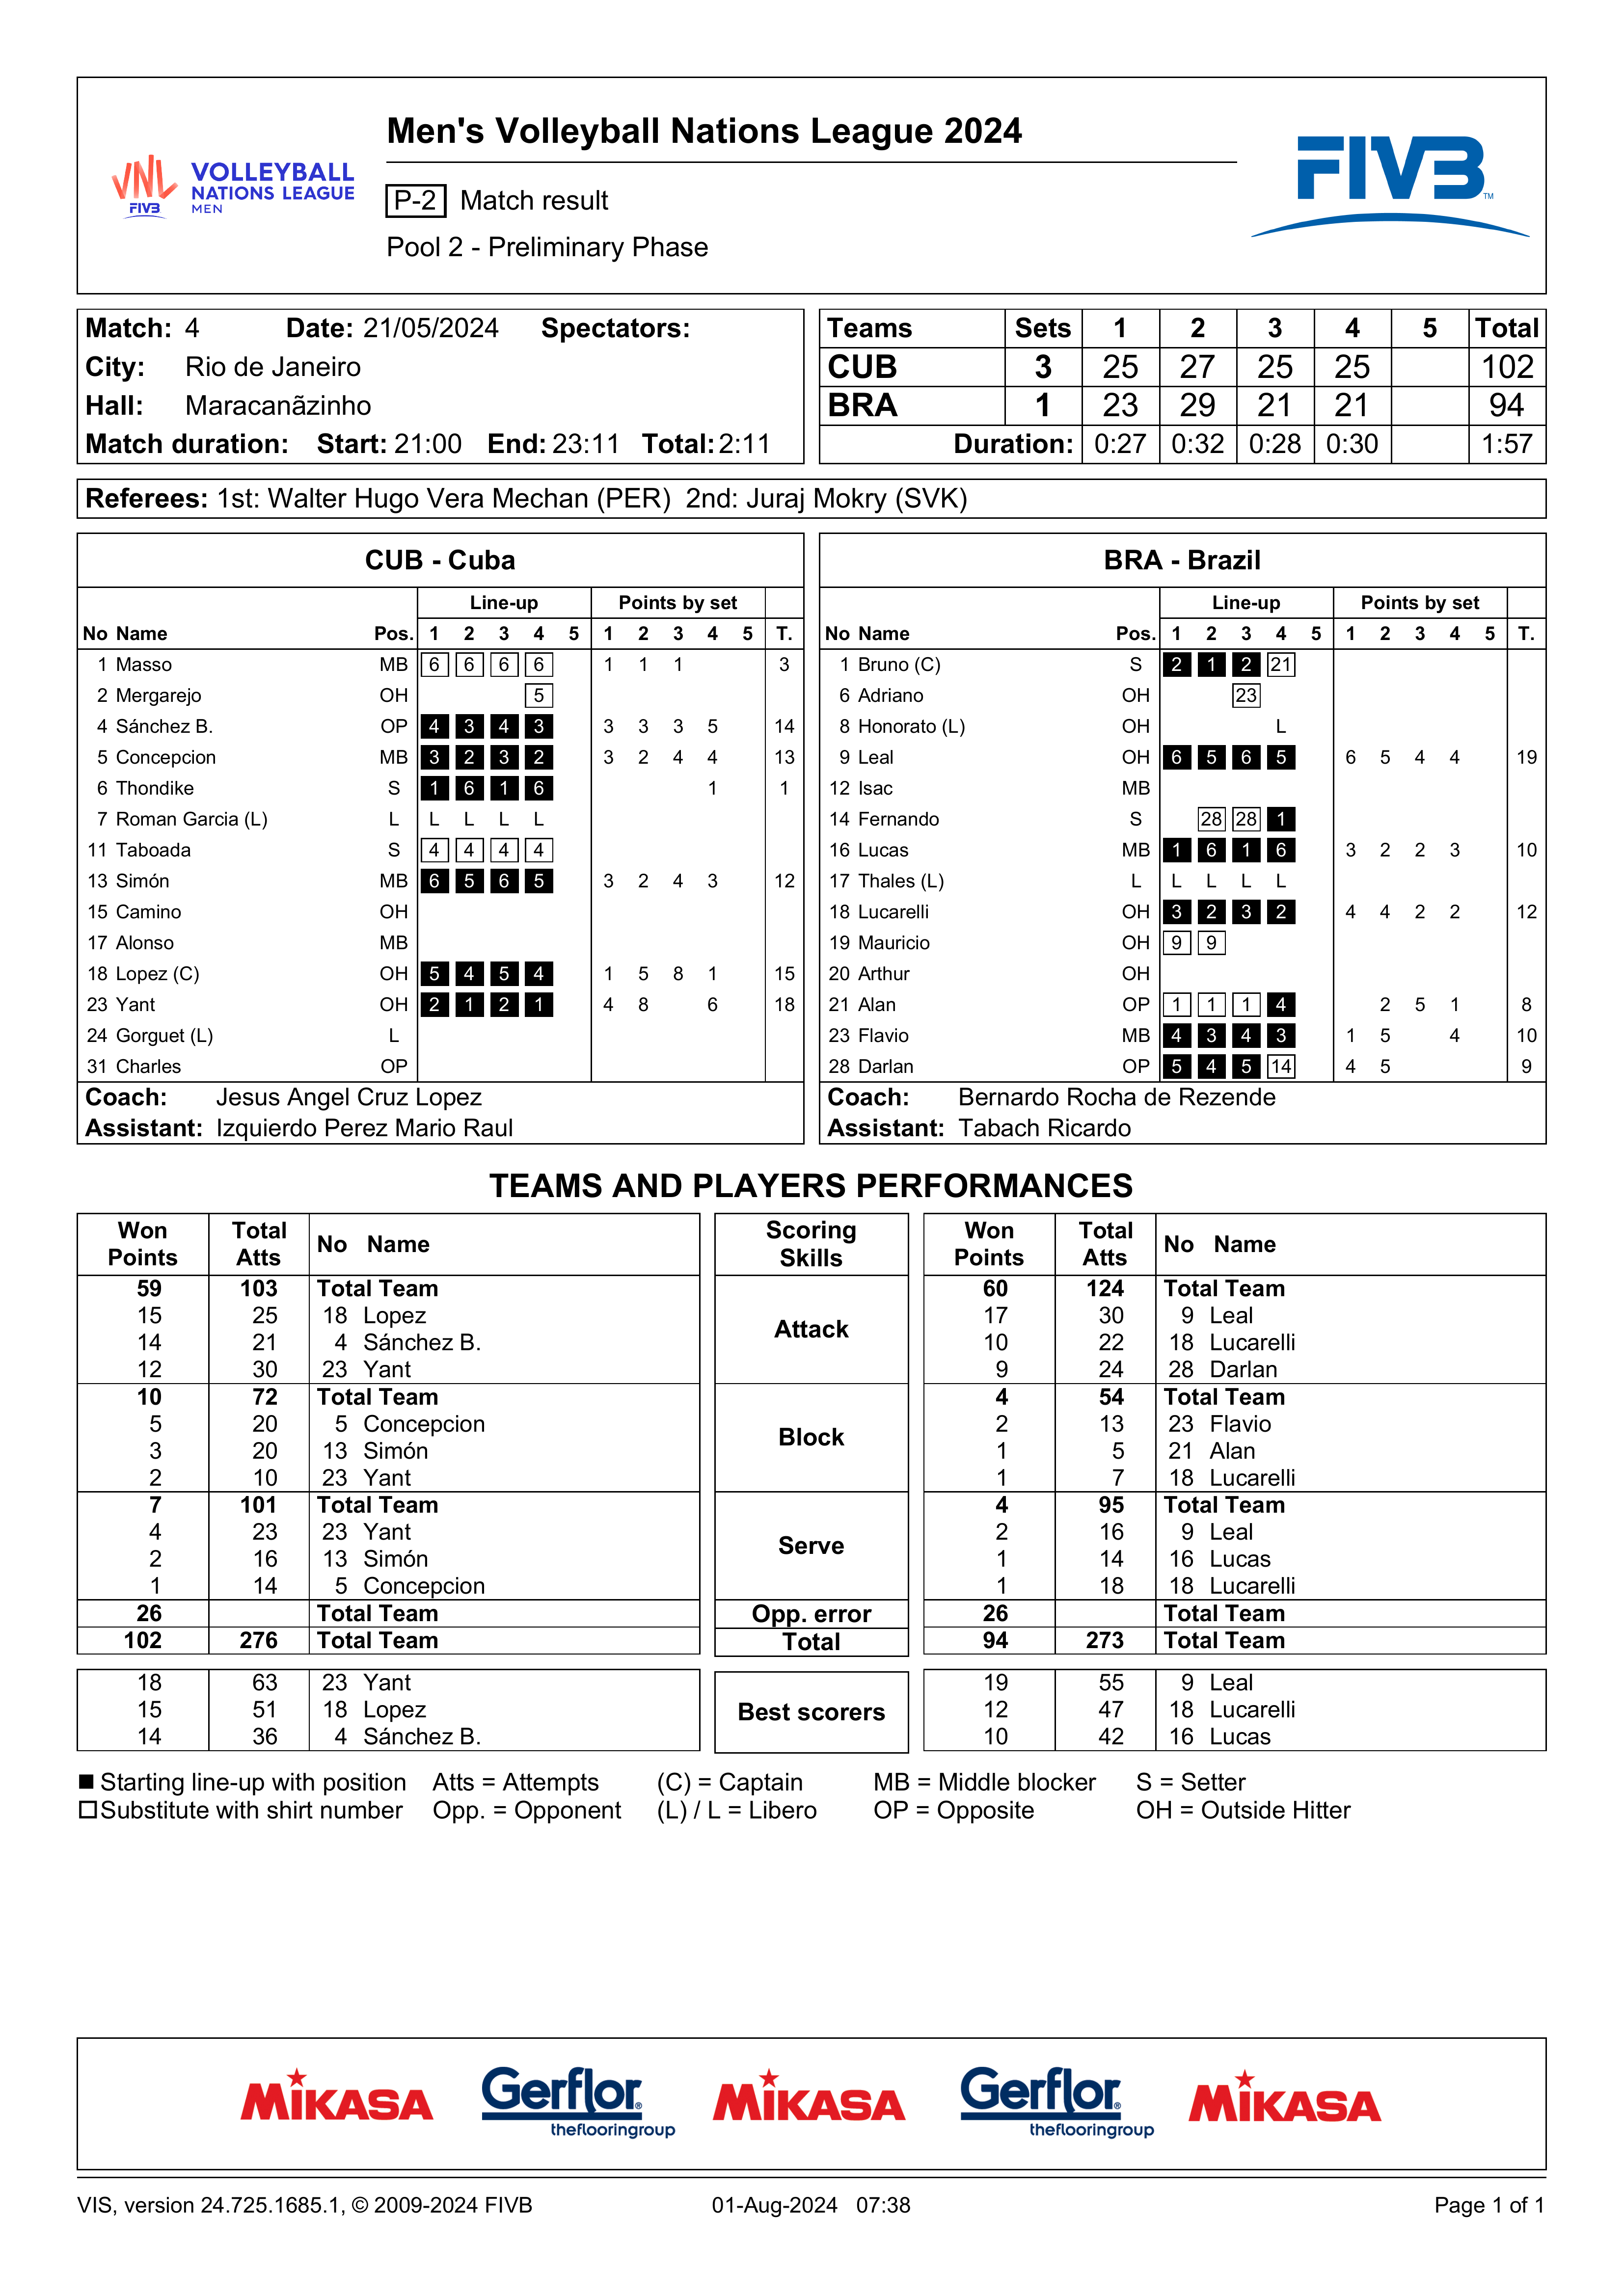 Men's Volleyball Nations League 2024
VNL FIVB VOLLEYBALL NATIONS LEAGUE MEN
P-2 Match result
Pool 2 - Preliminary Phase
FIVB TM
Match: 4 Date: 21/05/2024 Spectators:
City: Rio de Janeiro
Hall: Maracanãzinho
Match duration: Start: 21:00 End: 23:11 Total: 2:11
Teams Sets 1 2 3 4 5 Total
CUB 3 25 27 25 25 102
BRA 1 23 29 21 21 94
Duration: 0:27 0:32 0:28 0:30 1:57
Referees: 1st: Walter Hugo Vera Mechan (PER) 2nd: Juraj Mokry (SVK)
CUB - Cuba
Line-up Points by set
No Name Pos. 1 2 3 4 5 1 2 3 4 5 T.
1 Masso MB 6 6 6 6 1 1 1 3
2 Mergarejo OH 5
4 Sánchez B. OP 4 3 4 3 3 3 3 5 14
5 Concepcion MB 3 2 3 2 3 2 4 4 13
6 Thondike S 1 6 1 6 1 1
7 Roman Garcia (L) L L L L L
11 Taboada S 4 4 4 4
13 Simón MB 6 5 6 5 3 2 4 3 12
15 Camino OH
17 Alonso MB
18 Lopez (C) OH 5 4 5 4 1 5 8 1 15
23 Yant OH 2 1 2 1 4 8 6 18
24 Gorguet (L) L
31 Charles OP
Coach: Jesus Angel Cruz Lopez
Assistant: Izquierdo Perez Mario Raul
BRA - Brazil
Line-up Points by set
No Name Pos. 1 2 3 4 5 1 2 3 4 5 T.
1 Bruno (C) S 2 1 2 21
6 Adriano OH 23
8 Honorato (L) OH L
9 Leal OH 6 5 6 5 6 5 4 4 19
12 Isac MB
14 Fernando S 28 28 1
16 Lucas MB 1 6 1 6 3 2 2 3 10
17 Thales (L) L L L L L
18 Lucarelli OH 3 2 3 2 4 4 2 2 12
19 Mauricio OH 9 9
20 Arthur OH
21 Alan OP 1 1 1 4 2 5 1 8
23 Flavio MB 4 3 4 3 1 5 4 10
28 Darlan OP 5 4 5 14 4 5 9
Coach: Bernardo Rocha de Rezende
Assistant: Tabach Ricardo
TEAMS AND PLAYERS PERFORMANCES
Won Points Total Atts No Name Scoring Skills Won Points Total Atts No Name
59 103 Total Team Attack 60 124 Total Team
15 25 18 Lopez 17 30 9 Leal
14 21 4 Sánchez B. 10 22 18 Lucarelli
12 30 23 Yant 9 24 28 Darlan
10 72 Total Team Block 4 54 Total Team
5 20 5 Concepcion 2 13 23 Flavio
3 20 13 Simón 1 5 21 Alan
2 10 23 Yant 1 7 18 Lucarelli
7 101 Total Team Serve 4 95 Total Team
4 23 23 Yant 2 16 9 Leal
2 16 13 Simón 1 14 16 Lucas
1 14 5 Concepcion 1 18 18 Lucarelli
26 Total Team Opp. error 26 Total Team
102 276 Total Team Total 94 273 Total Team
18 63 23 Yant Best scorers 19 55 9 Leal
15 51 18 Lopez 12 47 18 Lucarelli
14 36 4 Sánchez B. 10 42 16 Lucas
Starting line-up with position Atts = Attempts (C) = Captain MB = Middle blocker S = Setter
Substitute with shirt number Opp. = Opponent (L) / L = Libero OP = Opposite OH = Outside Hitter
MIKASA Gerflor® theflooringgroup MIKASA Gerflor® theflooringgroup MIKASA
VIS, version 24.725.1685.1, © 2009-2024 FIVB 01-Aug-2024 07:38 Page 1 of 1